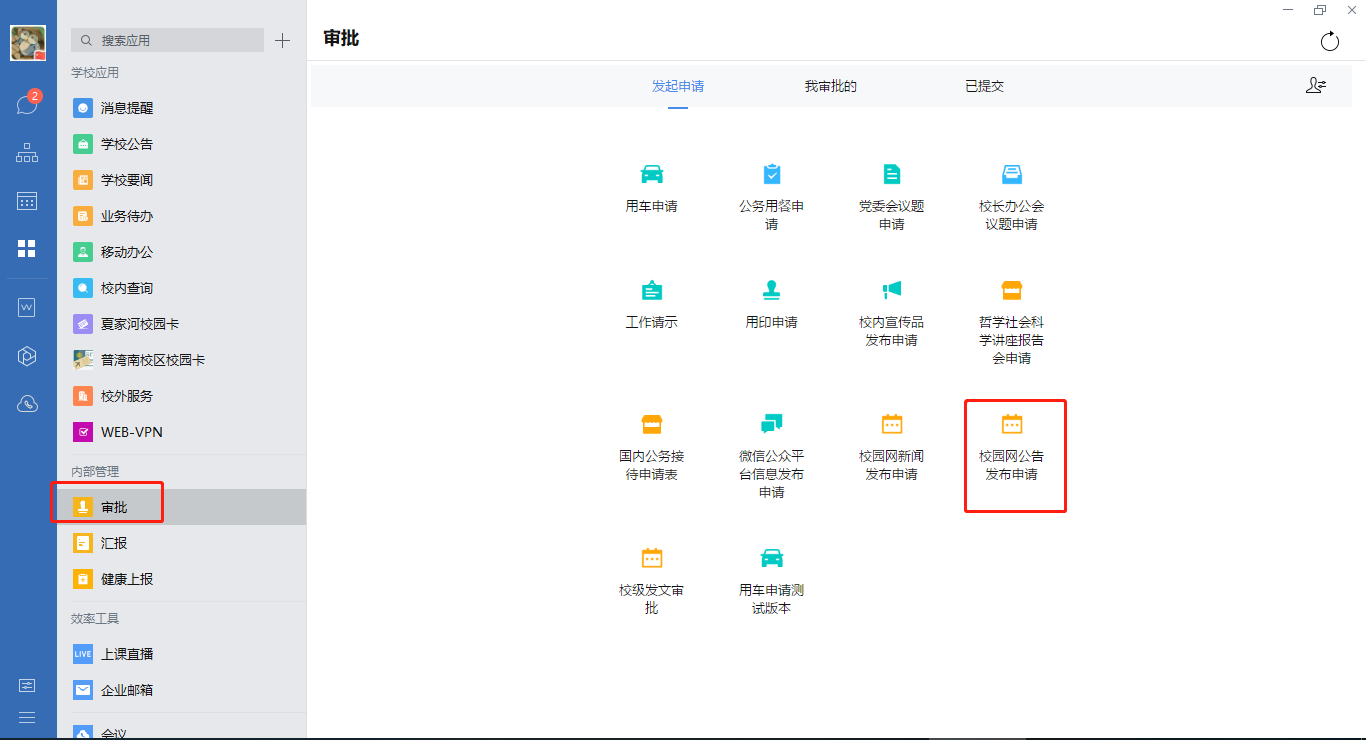 搜索应用
学校应用
2
消息提醒
学校公告
学校要闻
业务待办
移动办公
校内查询
夏家河校园卡
普湾南校区校园卡
校外服务
WEB-VPN
内部管理
审批
汇报
健康上报
效率工具
LIVE
上课直播
企业邮箱
会议
审批
发起申请
我审批的
已提交
用车申请
公务用餐申
请
党委会议题
申请
校长办公会
议题申请
工作请示
用印申请
校内宣传品
发布申请
哲学社会科
学讲座报告
会申请
国内公务接
待申请表
微信公众平
台信息发布
申请
校园网新闻
发布申请
校园网公告
发布申请
校级发文审
批
用车申请测
试版本